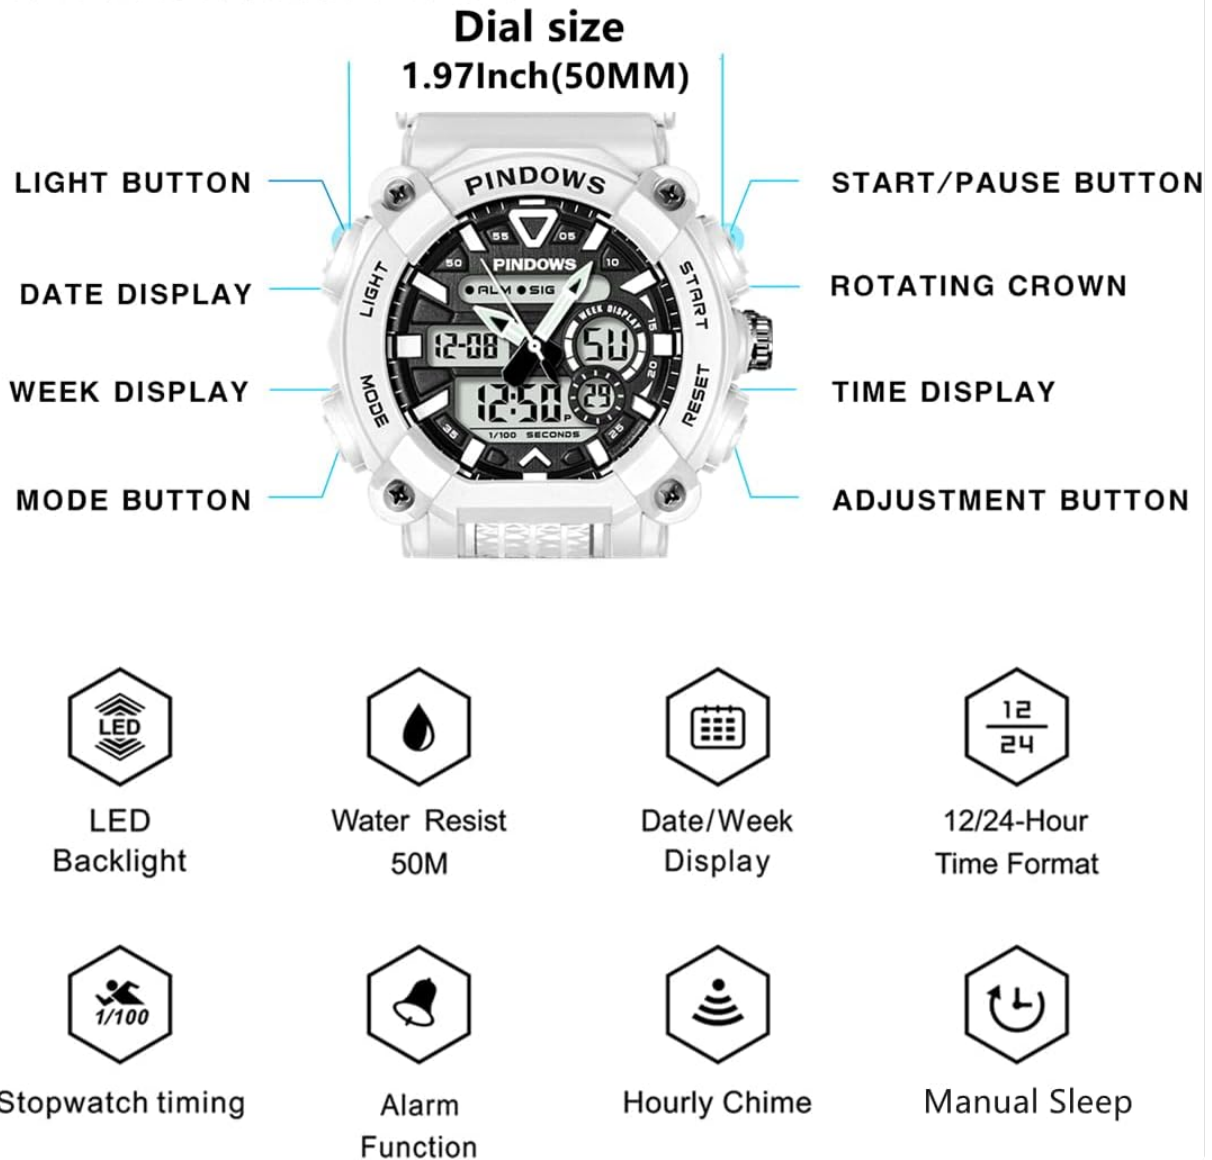 Dial size
1.97Inch(50MM)
LIGHT BUTTON
DATE DISPLAY
WEEK DISPLAY
MODE BUTTON
START/PAUSE BUTTON
ROTATING CROWN
TIME DISPLAY
ADJUSTMENT BUTTON
PINDOWS
LIGHT
MODE
START
RESET
55
05
50
10
PINDOWS
ALM SIG
WEEK DISPLAY
15
12-08
SU
20
12:50 P
29
35
25
1/100 SECONDS
LED
12
24
LED
Backlight
Water Resist
50M
Date/Week
Display
12/24-Hour
Time Format
1/100
Stopwatch timing
Alarm
Function
Hourly Chime
Manual Sleep